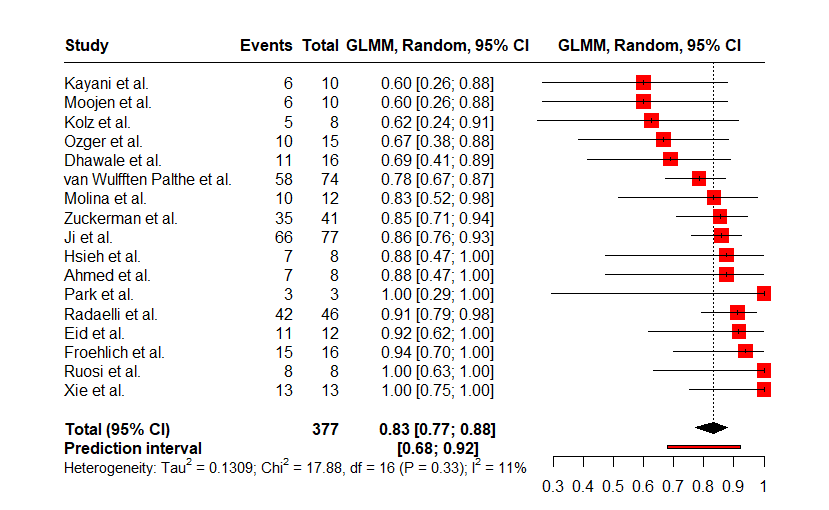 Study Events Total GLMM, Random, 95% CI GLMM, Random, 95% CI
Kayani et al. 6 10 0.60 [0.26; 0.88]
Moojen et al. 6 10 0.60 [0.26; 0.88]
Kolz et al. 5 8 0.62 [0.24; 0.91]
Ozger et al. 10 15 0.67 [0.38; 0.88]
Dhawale et al. 11 16 0.69 [0.41; 0.89]
van Wulfften Palthe et al. 58 74 0.78 [0.67; 0.87]
Molina et al. 10 12 0.83 [0.52; 0.98]
Zuckerman et al. 35 41 0.85 [0.71; 0.94]
Ji et al. 66 77 0.86 [0.76; 0.93]
Hsieh et al. 7 8 0.88 [0.47; 1.00]
Ahmed et al. 7 8 0.88 [0.47; 1.00]
Park et al. 3 3 1.00 [0.29; 1.00]
Radaelli et al. 42 46 0.91 [0.79; 0.98]
Eid et al. 11 12 0.92 [0.62; 1.00]
Froehlich et al. 15 16 0.94 [0.70; 1.00]
Ruosi et al. 8 8 1.00 [0.63; 1.00]
Xie et al. 13 13 1.00 [0.75; 1.00]
Total (95% CI) 377 0.83 [0.77; 0.88]
Prediction interval [0.68; 0.92]
Heterogeneity: Tau² = 0.1309; Chi² = 17.88, df = 16 (P = 0.33); I² = 11%
0.3 0.4 0.5 0.6 0.7 0.8 0.9 1